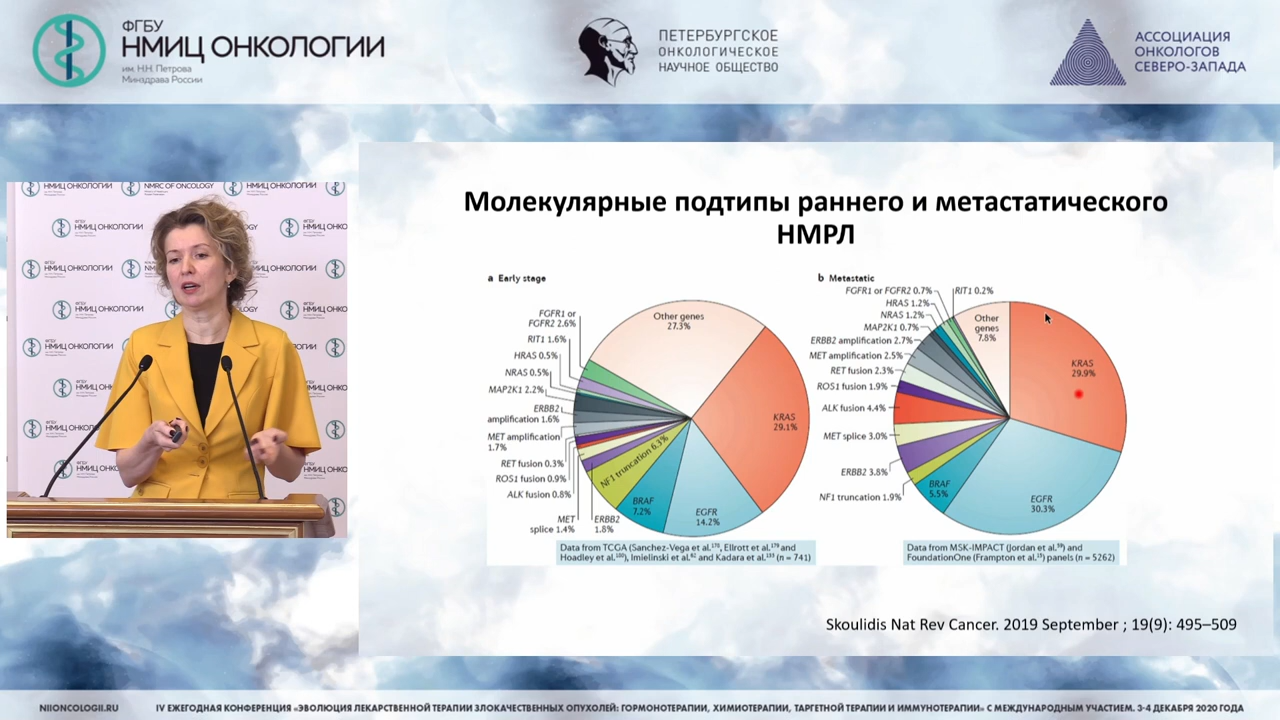 ФГБУ
НМИЦ ОНКОЛОГИИ
им. Н.Н. Петрова
Минздрава России
ПЕТЕРБУРГСКОЕ
ОНКОЛОГИЧЕСКОЕ
НАУЧНОЕ ОБЩЕСТВО
АССОЦИАЦИЯ
ОНКОЛОГОВ
СЕВЕРО-ЗАПАДА
Молекулярные подтипы раннего и метастатического
НМРЛ
a Early stage
Other genes
27.3%
KRAS
29.1%
EGFR
14.2%
BRAF
7.2%
NF1 truncation 6.3%
ERBB2
1.8%
MET
splice 1.4%
ALK fusion 0.8%
ROS1 fusion 0.9%
RET fusion 0.3%
MET amplification
1.7%
ERBB2
amplification 1.6%
MAP2K1 2.2%
NRAS 0.5%
HRAS 0.5%
RIT1 1.6%
FGFR1 or
FGFR2 2.6%
Data from TCGA (Sanchez-Vega et al.
, Ellrott et al.
and
Hoadley et al.
), Imielinski et al.
and Kadara et al.
(n = 741)
b Metastatic
FGFR1 or FGFR2 0.7%
RIT1 0.2%
HRAS 1.2%
NRAS 1.2%
MAP2K1 0.7%
ERBB2 amplification 2.7%
MET amplification 2.5%
RET fusion 2.3%
ROS1 fusion 1.9%
ALK fusion 4.4%
MET splice 3.0%
ERBB2 3.8%
NF1 truncation 1.9%
BRAF
5.5%
EGFR
30.3%
KRAS
29.9%
Other
genes
7.8%
Data from MSK-IMPACT (Jordan et al.
) and
FoundationOne (Frampton et al.
) panels (n = 5262)
Skoulidis Nat Rev Cancer. 2019 September ; 19(9): 495–509
NIIONCOLOGII.RU
IV ЕЖЕГОДНАЯ КОНФЕРЕНЦИЯ «ЭВОЛЮЦИЯ ЛЕКАРСТВЕННОЙ ТЕРАПИИ ЗЛОКАЧЕСТВЕННЫХ ОПУХОЛЕЙ: ГОРМОНОТЕРАПИИ, ХИМИОТЕРАПИИ, ТАРГЕТНОЙ ТЕРАПИИ И ИММУНОТЕРАПИИ» С МЕЖДУНАРОДНЫМ УЧАСТИЕМ. 3-4 ДЕКАБРЯ 2020 ГОДА